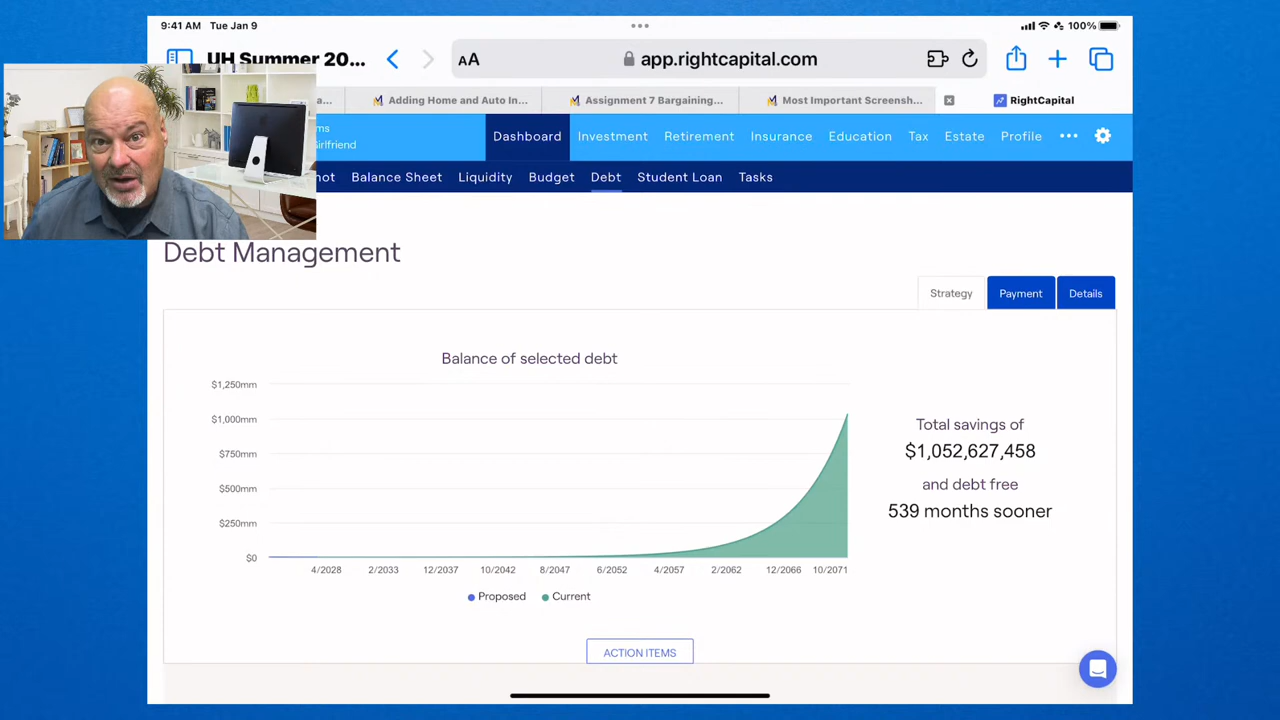 9:41 AM Tue Jan 9
100%
UH Summer 20...
AA
app.rightcapital.com
a...
Adding Home and Auto In...
Assignment 7 Bargaining...
Most Important Screensh...
RightCapital
ms
irlfriend
Dashboard Investment Retirement Insurance Education Tax Estate Profile
hot Balance Sheet Liquidity Budget Debt Student Loan Tasks
Debt Management
Strategy Payment Details
Balance of selected debt
$1,250mm
$1,000mm
$750mm
$500mm
$250mm
$0
4/2028 2/2033 12/2037 10/2042 8/2047 6/2052 4/2057 2/2062 12/2066 10/2071
Proposed Current
Total savings of
$1,052,627,458
and debt free
539 months sooner
ACTION ITEMS